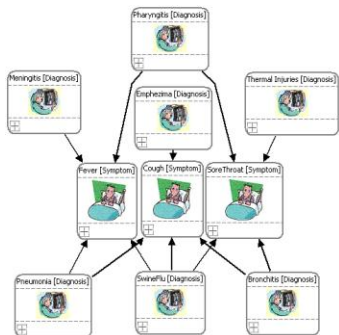 Pharyngitis [Diagnosis]
Meningitis [Diagnosis]
Emphezima [Diagnosis]
Thermal Injuries [Diagnosis]
Fever [Symptom]
Cough [Symptom]
SoreThroat [Symptom]
Pneumonia [Diagnosis]
SwineFlu [Diagnosis]
Bronchitis [Diagnosis]